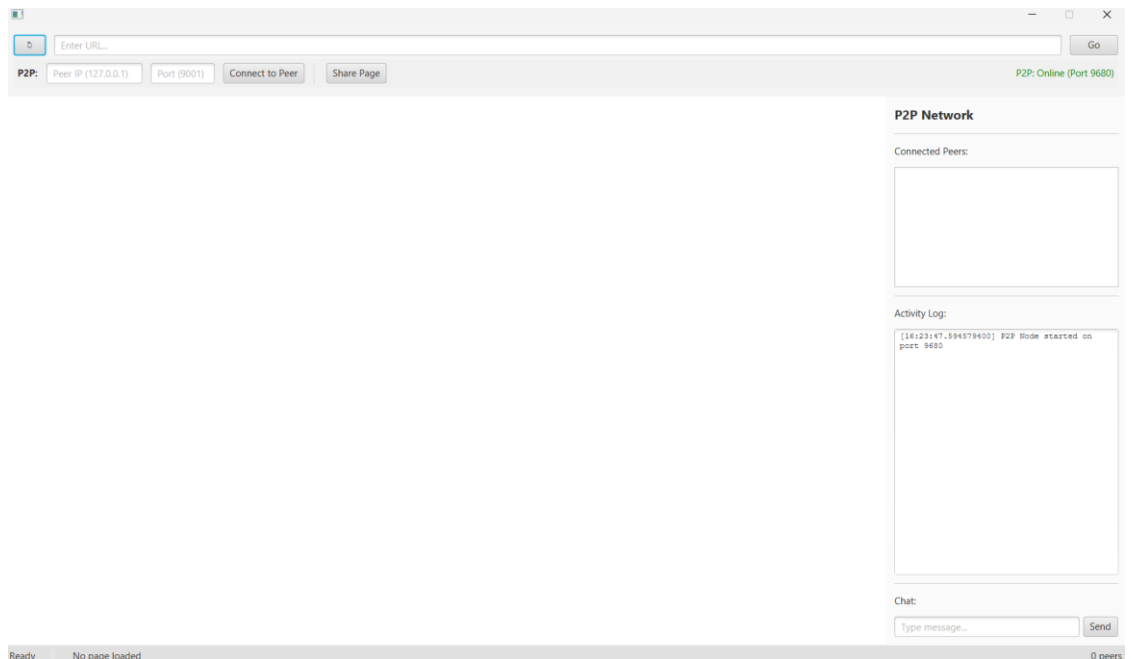 Enter URL...
Go
P2P:
Peer IP (127.0.0.1)
Port (9001)
Connect to Peer
Share Page
P2P: Online (Port 9680)
P2P Network
Connected Peers:
Activity Log:
[16:23:47.594579400] P2P Node started on
port 9680
Chat:
Type message...
Send
Ready
No page loaded
0 peers